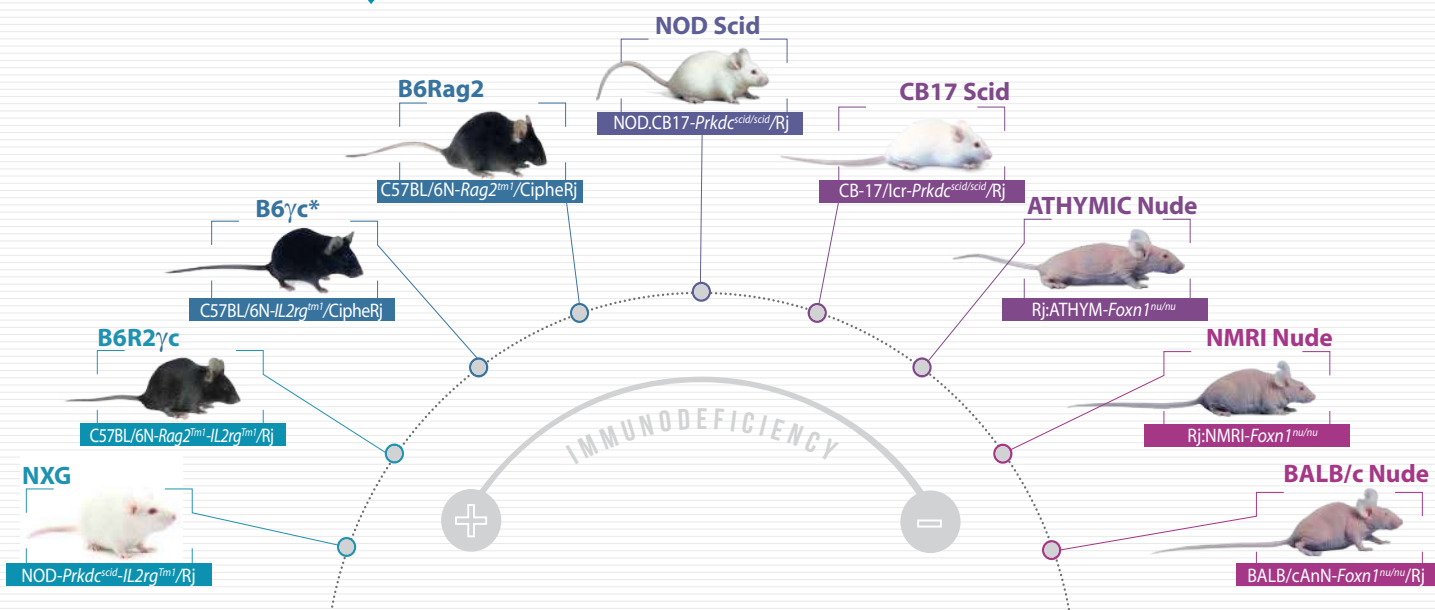 NOD Scid
NOD.CB17-Prkdcscid/scid/Rj
B6Rag2
C57BL/6N-Rag2tm1/CipheRj
CB17 Scid
CB-17/Icr-Prkdcscid/scid/Rj
B6γc*
C57BL/6N-IL2rgtm1/CipheRj
ATHYMIC Nude
Rj:ATHYM-Foxn1nu/nu
B6R2γc
C57BL/6N-Rag2Tm1-IL2rgTm1/Rj
NMRI Nude
Rj:NMRI-Foxn1nu/nu
NXG
NOD-Prkdcscid-IL2rgTm1/Rj
BALB/c Nude
BALB/cAnN-Foxn1nu/nu/Rj
IMMUNODEFICIENCY
+
-